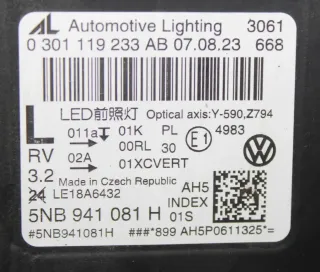 AL Automotive Lighting 3061
0 301 119 233 AB 07.08.23 668
LED前照灯 Optical axis:Y-590,Z794
L 011a 01K PL E1 4983
00RL 30
RV 02A 01XCVERT
3.2 Made in Czech Republic
24 LE18A6432 AH5
5NB 941 081 H 01S INDEX
#5NB941081H ###*899 AH5P0611325*=